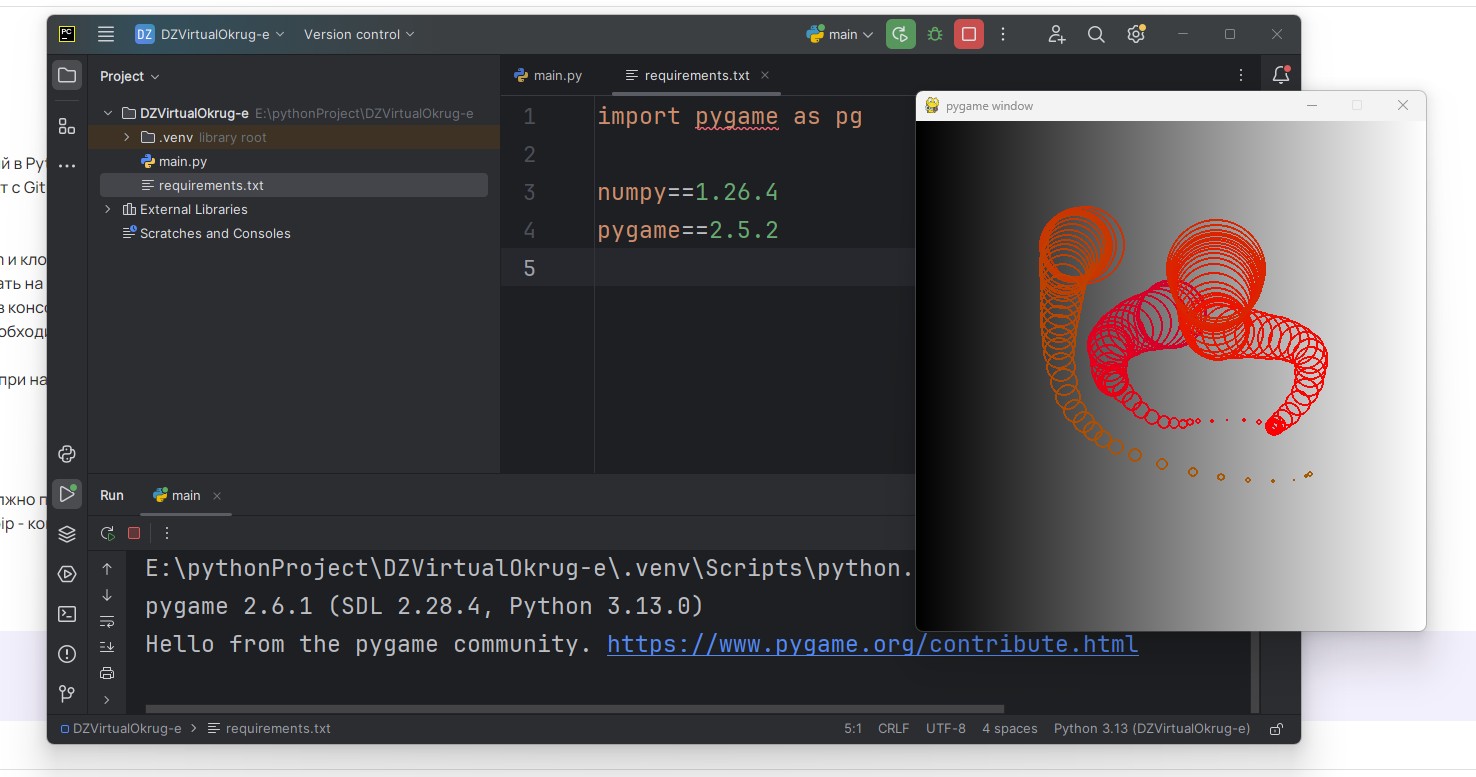 PC
DZ DZVirtualOkrug-e Version control main
Project
main.py requirements.txt
DZVirtualOkrug-e E:\pythonProject\DZVirtualOkrug-e
.venv library root
main.py
requirements.txt
External Libraries
Scratches and Consoles
1 import pygame as pg
2
3 numpy==1.26.4
4 pygame==2.5.2
5
pygame window
й в Py
т с Git
и кло
ать на
в консо
обходи
при на
лжно п
ip - ко
Run main
E:\pythonProject\DZVirtualOkrug-e\.venv\Scripts\python.
pygame 2.6.1 (SDL 2.28.4, Python 3.13.0)
Hello from the pygame community. https://www.pygame.org/contribute.html
DZVirtualOkrug-e > requirements.txt 5:1 CRLF UTF-8 4 spaces Python 3.13 (DZVirtualOkrug-e)